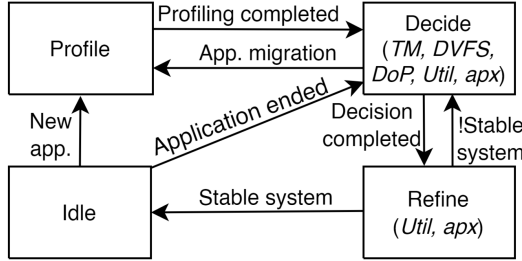 Profiling completed
Profile
App. migration
Decide
(TM, DVFS,
DoP, Util, apx)
New
app.
Application ended
Decision
completed
!Stable
system
Idle
Stable system
Refine
(Util, apx)